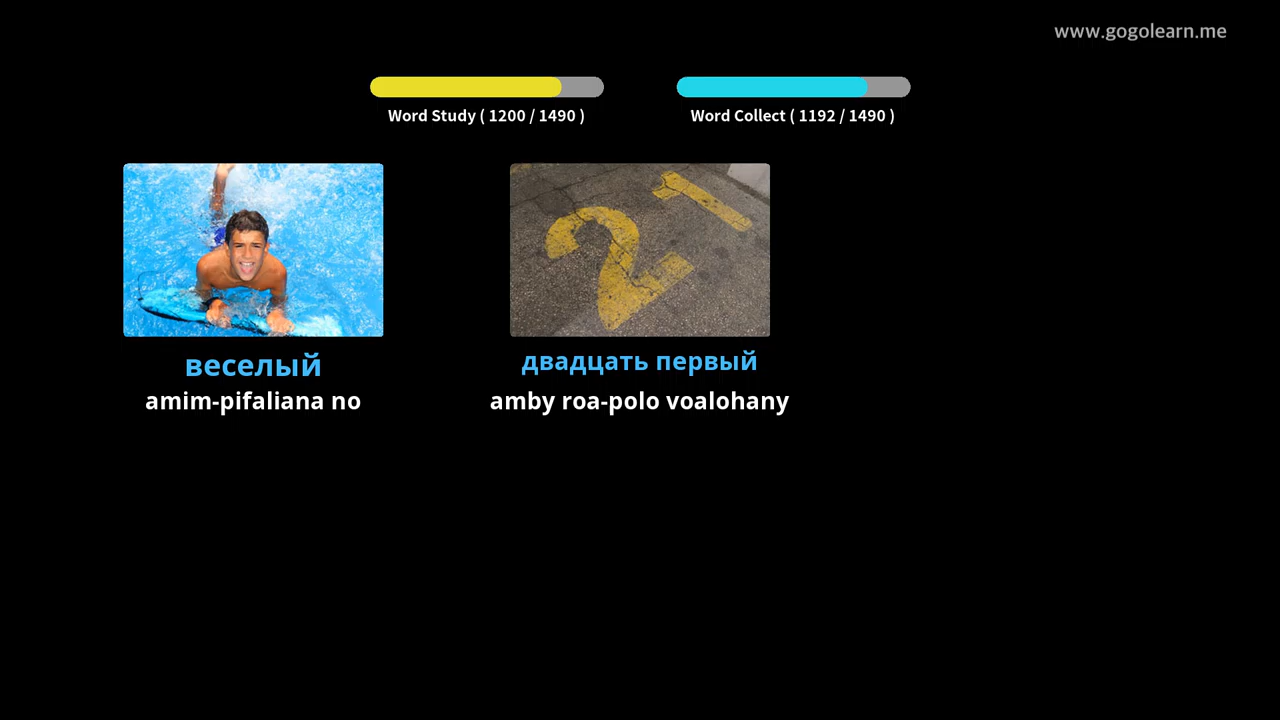 www.gogolearn.me
Word Study ( 1200 / 1490 )
Word Collect ( 1192 / 1490 )
21
веселый
amim-pifaliana no
двадцать первый
amby roa-polo voalohany